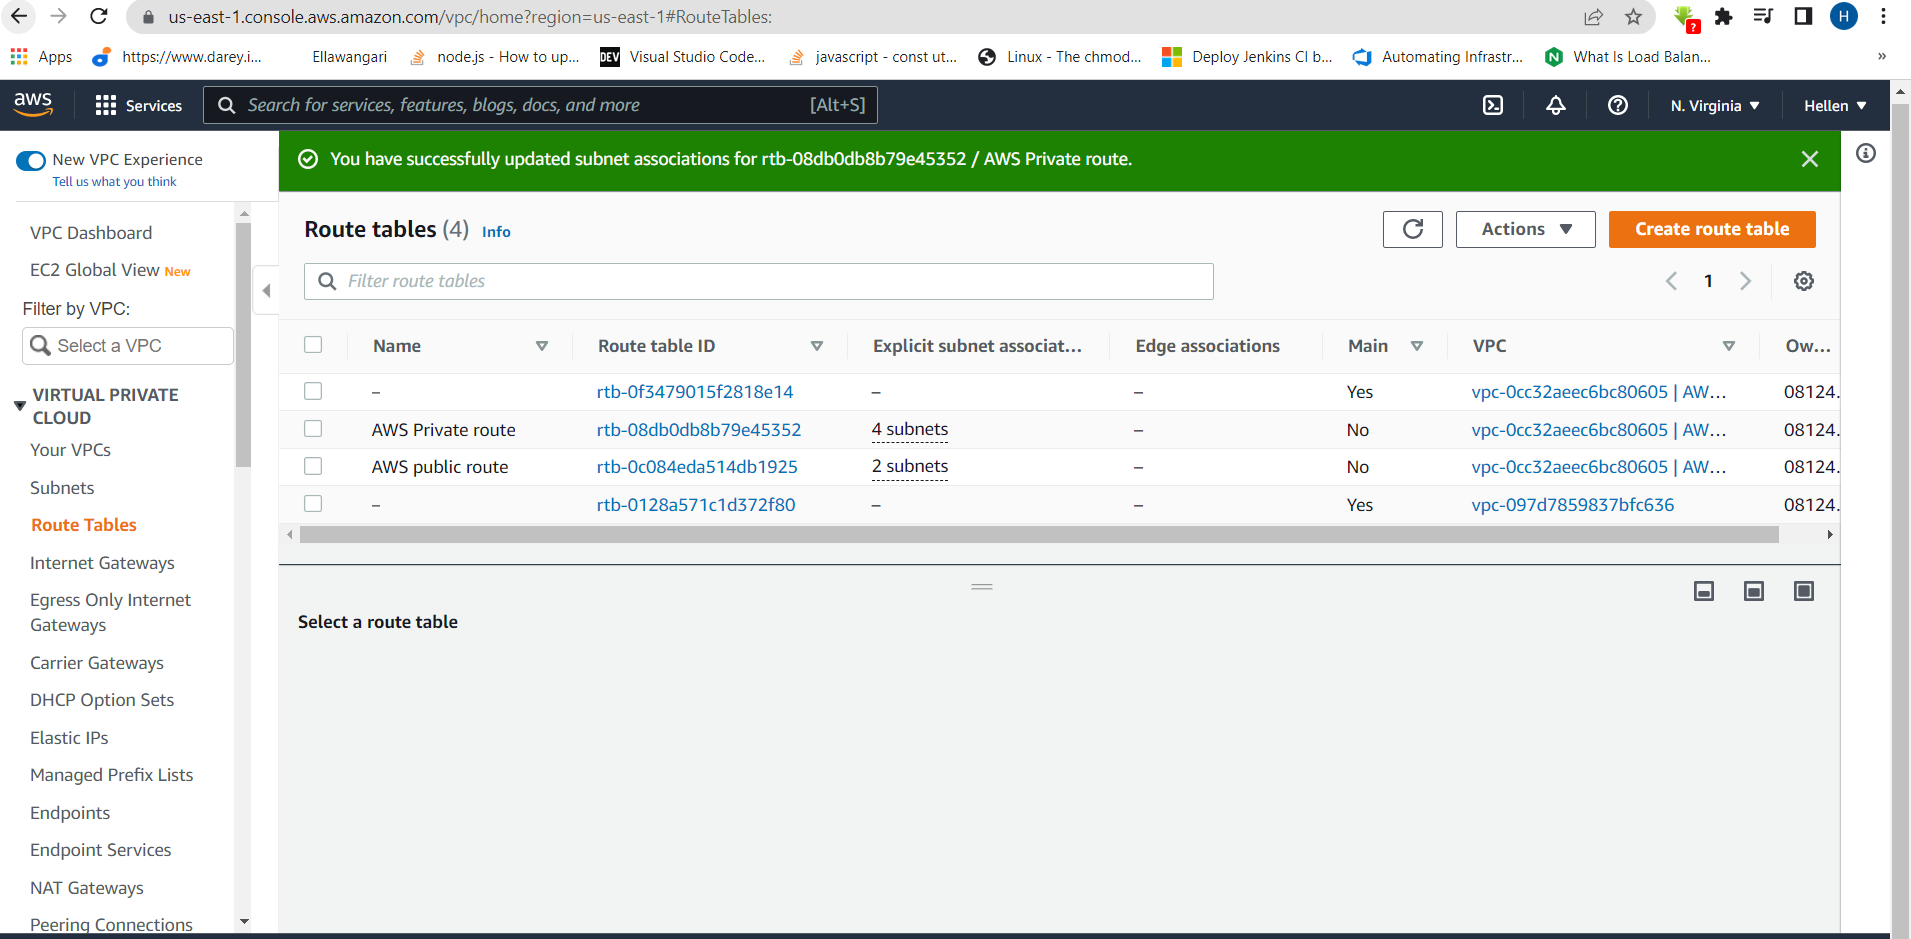 us-east-1.console.aws.amazon.com/vpc/home?region=us-east-1#RouteTables:
H
Apps https://www.darey.i... Ellawangari node.js - How to up... DEV Visual Studio Code... javascript - const ut... Linux - The chmod... Deploy Jenkins CI b... Automating Infrastr... N What Is Load Balan... »
aws Services Search for services, features, blogs, docs, and more [Alt+S] N. Virginia Hellen
New VPC Experience
Tell us what you think
You have successfully updated subnet associations for rtb-08db0db8b79e45352 / AWS Private route.
VPC Dashboard
EC2 Global View New
Filter by VPC:
Select a VPC
VIRTUAL PRIVATE
CLOUD
Your VPCs
Subnets
Route Tables
Internet Gateways
Egress Only Internet
Gateways
Carrier Gateways
DHCP Option Sets
Elastic IPs
Managed Prefix Lists
Endpoints
Endpoint Services
NAT Gateways
Peering Connections
Route tables (4) Info
Actions
Create route table
Filter route tables
1
Name Route table ID Explicit subnet associat... Edge associations Main VPC Ow...
– rtb-0f3479015f2818e14 – – Yes vpc-0cc32aeec6bc80605 | AW... 08124.
AWS Private route rtb-08db0db8b79e45352 4 subnets – No vpc-0cc32aeec6bc80605 | AW... 08124.
AWS public route rtb-0c084eda514db1925 2 subnets – No vpc-0cc32aeec6bc80605 | AW... 08124.
– rtb-0128a571c1d372f80 – – Yes vpc-097d7859837bfc636 08124.
Select a route table